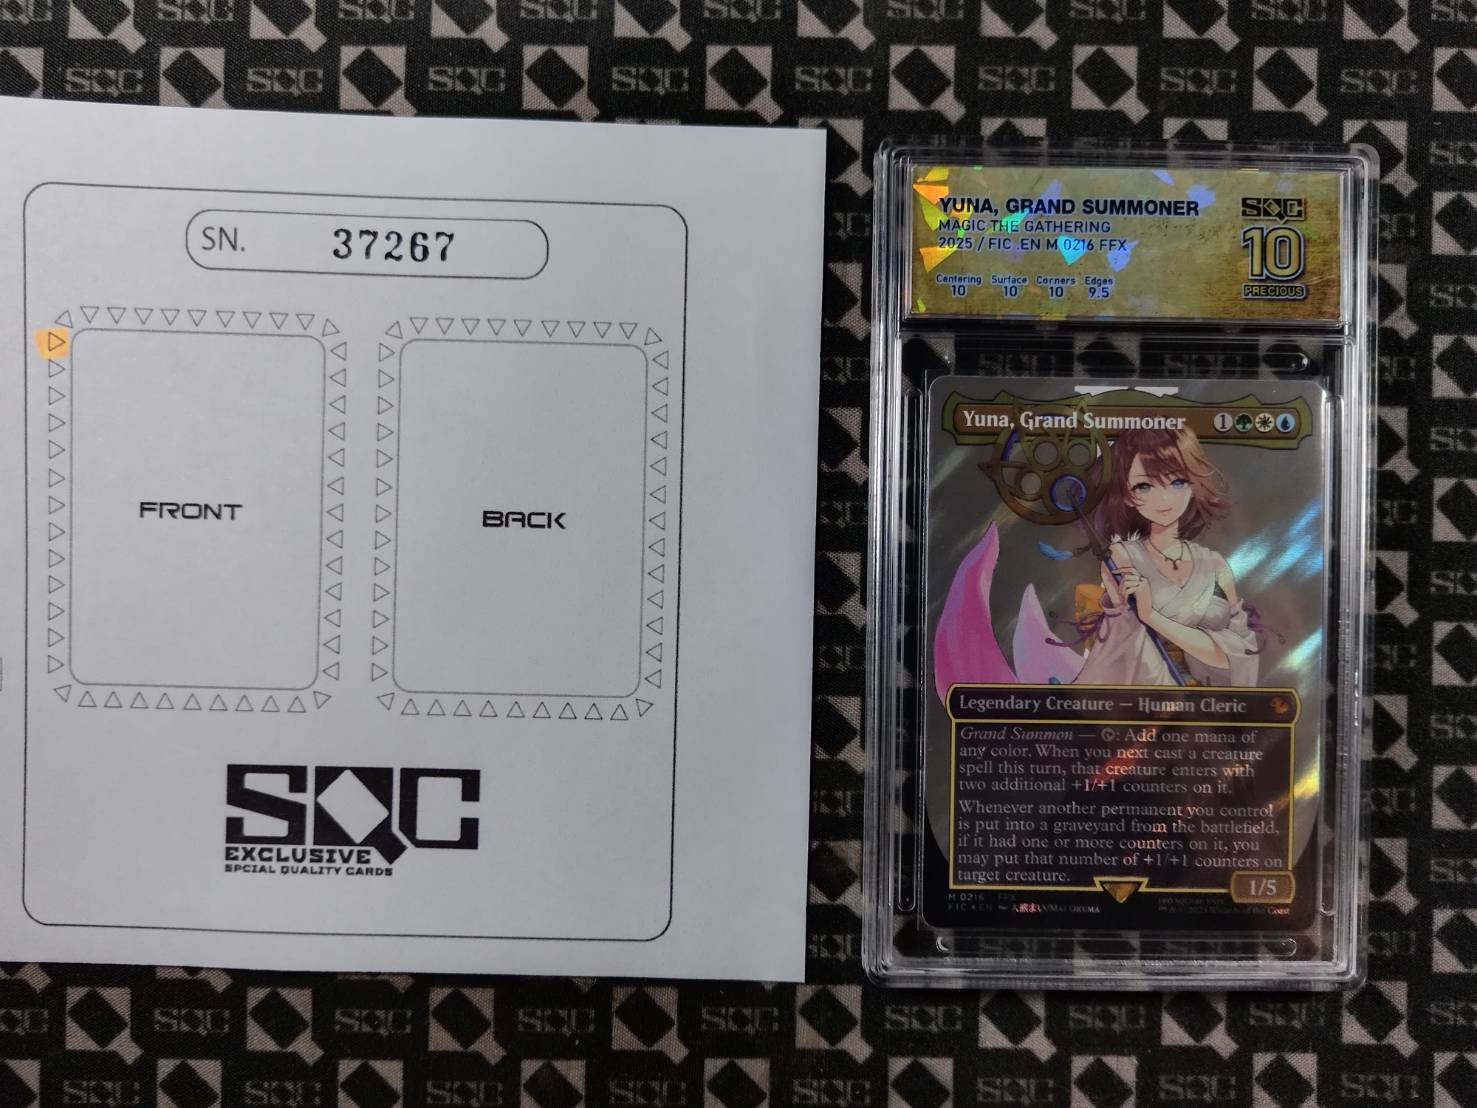 SN. 37267
FRONT
BACK
SQC
EXCLUSIVE
SPCIAL QUALITY CARDS
YUNA, GRAND SUMMONER
MAGIC THE GATHERING
2025 / FIC .EN M 0216 FFX
Centering Surface Corners Edges
10 10 10 9.5
SQC
10
PRECIOUS
Yuna, Grand Summoner 1
Legendary Creature — Human Cleric
Grand Summon — : Add one mana of
any color. When you next cast a creature
spell this turn, that creature enters with
two additional +1/+1 counters on it.
Whenever another permanent you control
is put into a graveyard from the battlefield,
if it had one or more counters on it, you
may put that number of +1/+1 counters on
target creature.
1/5
M 0216 FFX
FIC EN Mai Okuma
Wizards of the Coast